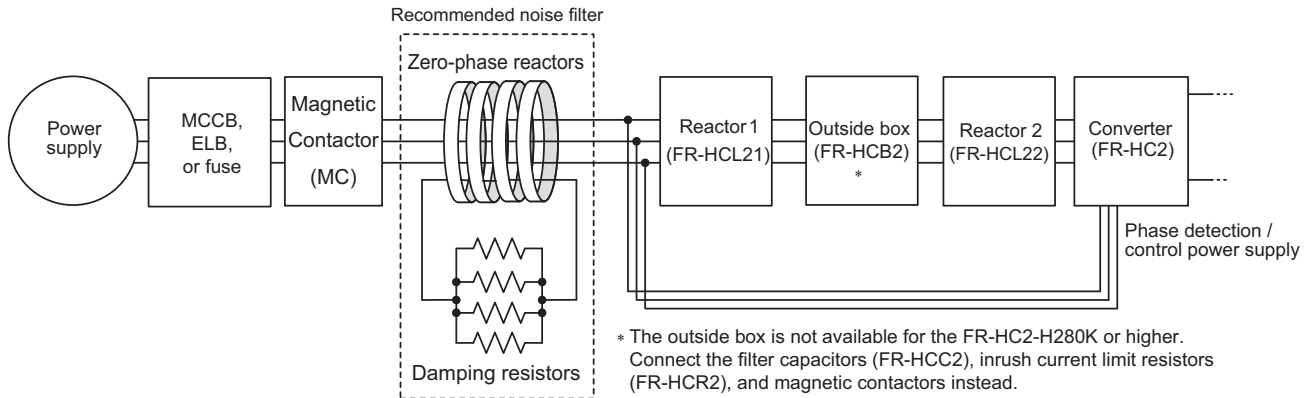 Recommended noise filter
Zero-phase reactors
Power
supply
MCCB,
ELB,
or fuse
Magnetic
Contactor
(MC)
Reactor 1
(FR-HCL21)
Outside box
(FR-HCB2)
*
Reactor 2
(FR-HCL22)
Converter
(FR-HC2)
Phase detection /
control power supply
Damping resistors
* The outside box is not available for the FR-HC2-H280K or higher.
Connect the filter capacitors (FR-HCC2), inrush current limit resistors
(FR-HCR2), and magnetic contactors instead.